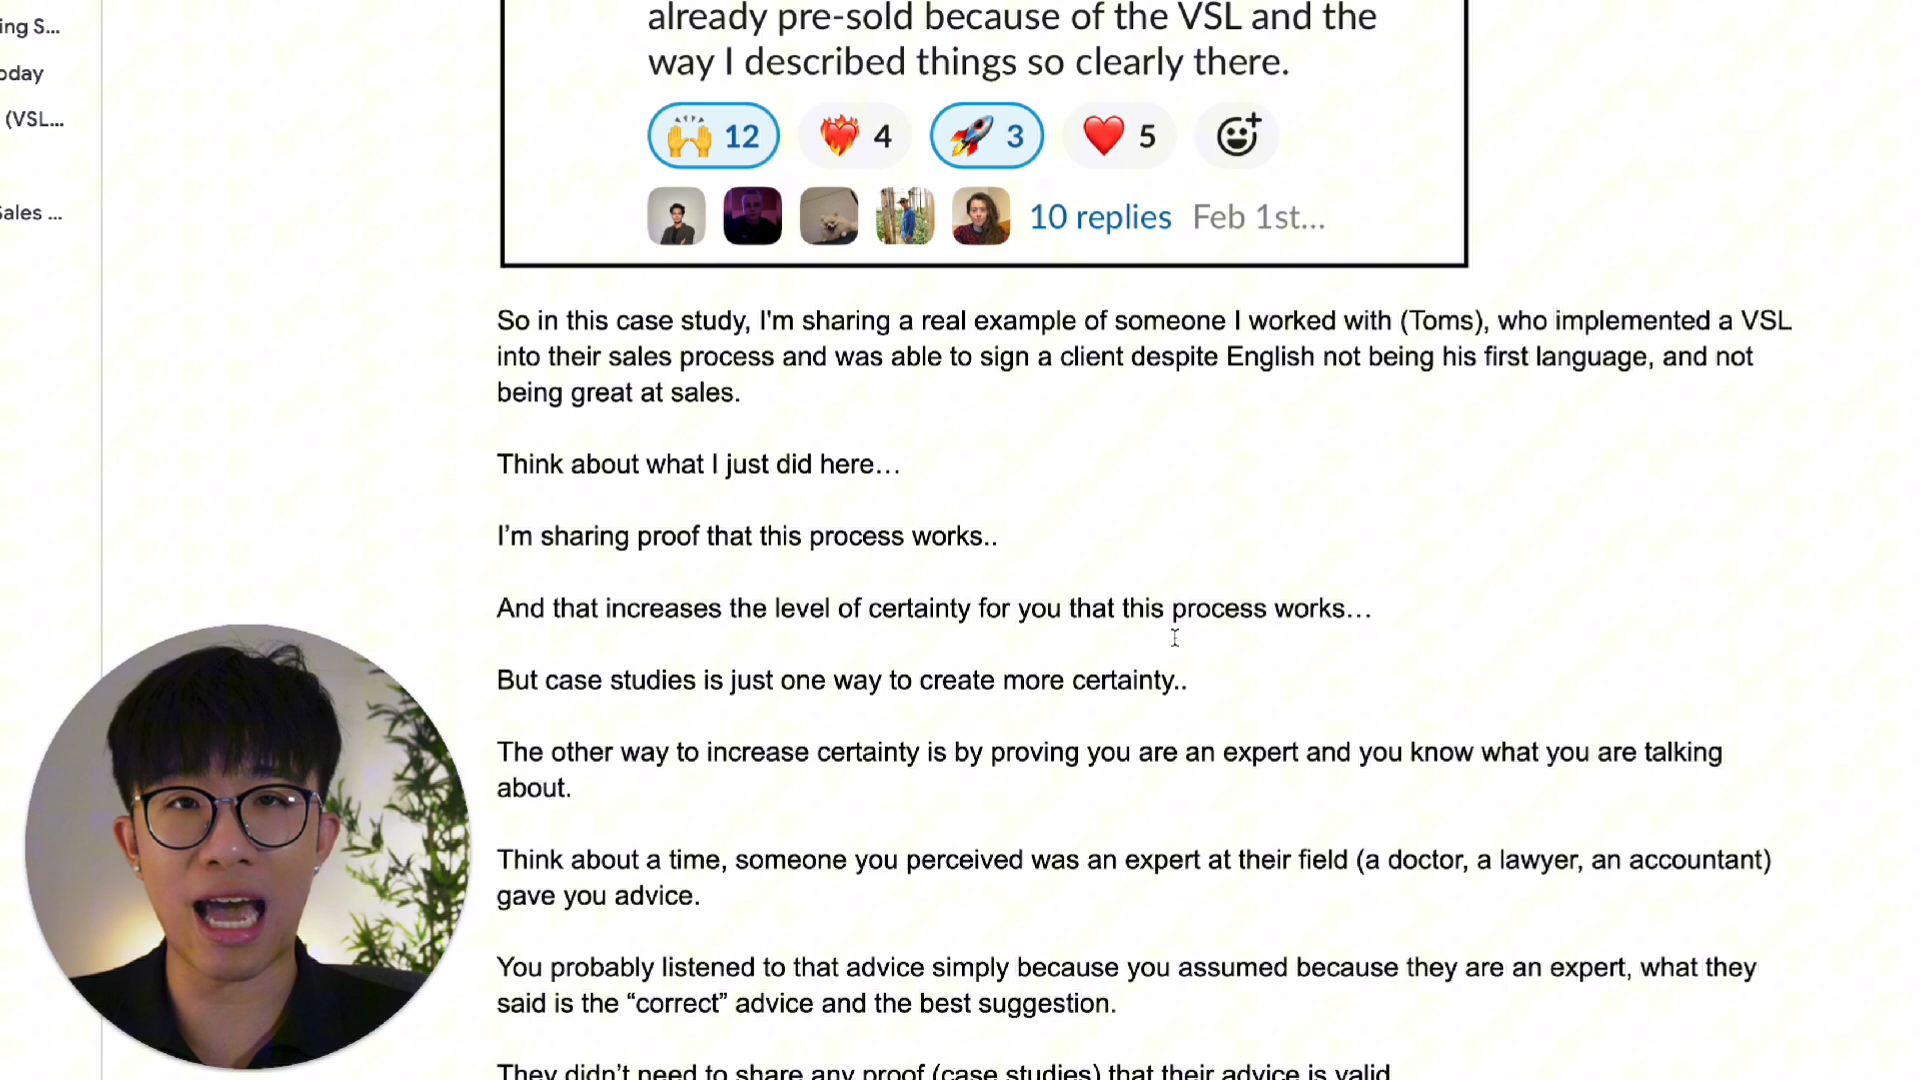 already pre-sold because of the VSL and the
way I described things so clearly there.
12 4 3 5
10 replies Feb 1st...
ing S...
oday
(VSL...
Sales ...
So in this case study, I'm sharing a real example of someone I worked with (Toms), who implemented a VSL
into their sales process and was able to sign a client despite English not being his first language, and not
being great at sales.
Think about what I just did here…
I’m sharing proof that this process works..
And that increases the level of certainty for you that this process works…
But case studies is just one way to create more certainty..
The other way to increase certainty is by proving you are an expert and you know what you are talking
about.
Think about a time, someone you perceived was an expert at their field (a doctor, a lawyer, an accountant)
gave you advice.
You probably listened to that advice simply because you assumed because they are an expert, what they
said is the “correct” advice and the best suggestion.
They didn’t need to share any proof (case studies) that their advice is valid